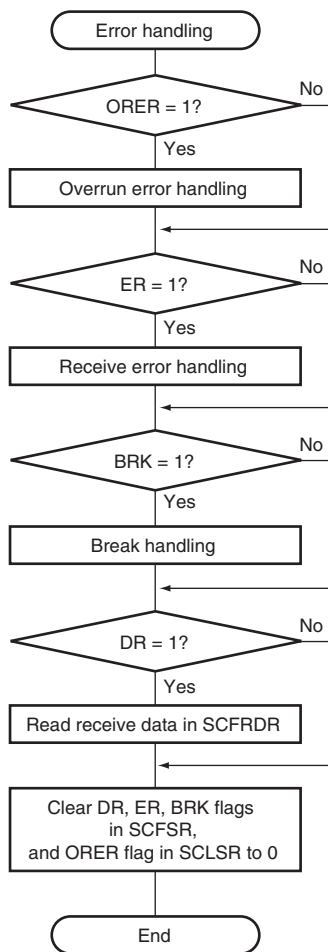 Error handling
No
ORER = 1?
Yes
Overrun error handling
No
ER = 1?
Yes
Receive error handling
No
BRK = 1?
Yes
Break handling
No
DR = 1?
Yes
Read receive data in SCFRDR
Clear DR, ER, BRK flags
in SCFSR,
and ORER flag in SCLSR to 0
End